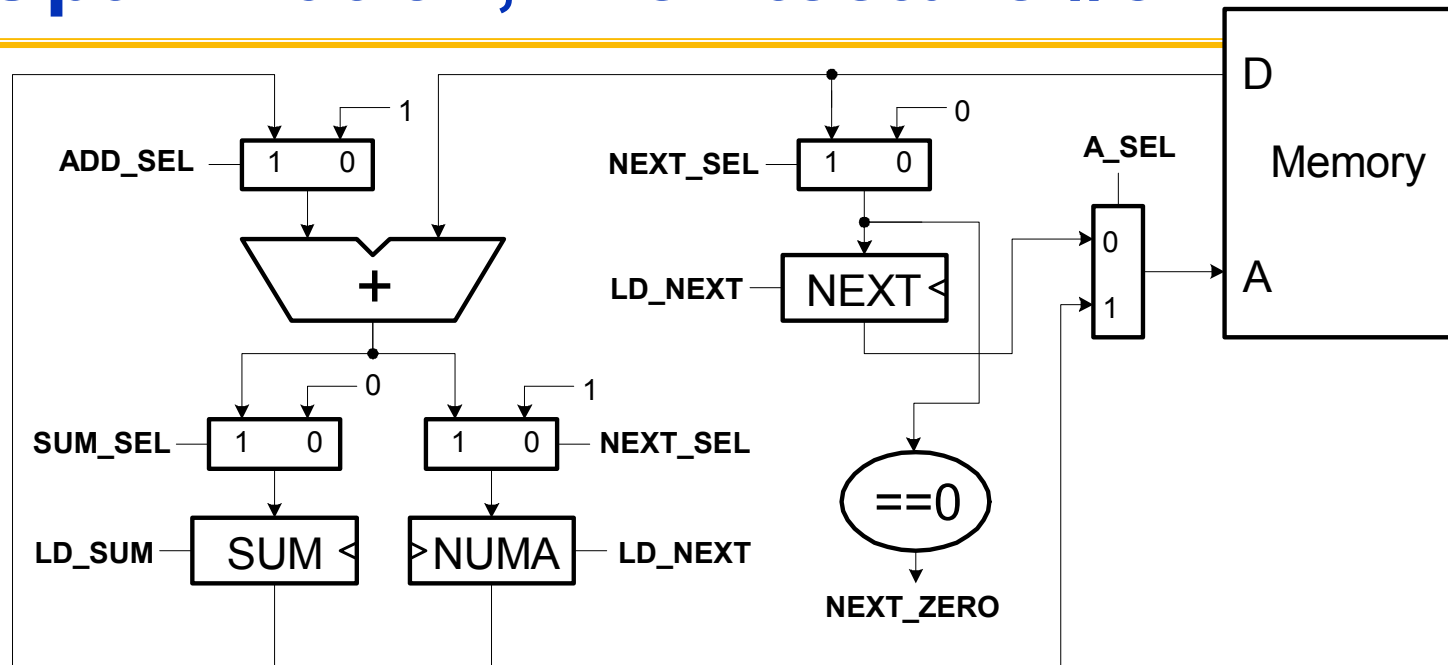 D
1
0
ADD_SEL
1 0
NEXT_SEL
1 0
A_SEL
Memory
0
A
+
LD_NEXT
NEXT
1
0
1
SUM_SEL
1 0
1 0
NEXT_SEL
==0
LD_SUM
SUM
NUMA
LD_NEXT
NEXT_ZERO